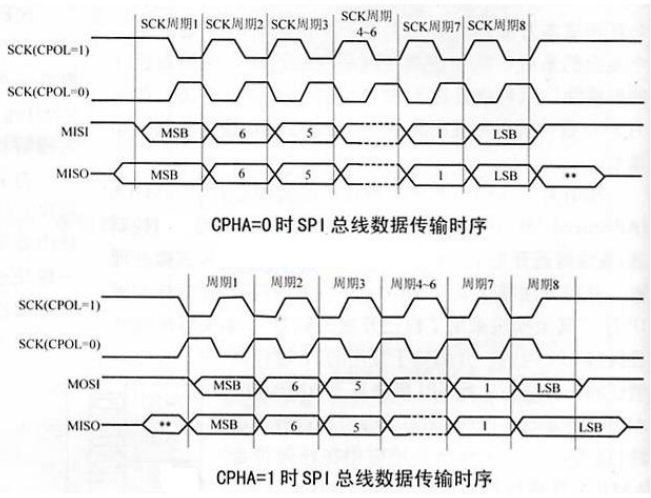 SCK周期1 SCK周期2 SCK周期3 SCK周期 4~6 SCK周期7 SCK周期8
SCK(CPOL=1)
SCK(CPOL=0)
MISI MSB 6 5 1 LSB
MISO MSB 6 5 1 LSB **
CPHA=0时SPI总线数据传输时序
周期1 周期2 周期3 周期4~6 周期7 周期8
SCK(CPOL=1)
SCK(CPOL=0)
MOSI MSB 6 5 1 LSB
MISO ** MSB 6 5 1 LSB
CPHA=1时SPI总线数据传输时序